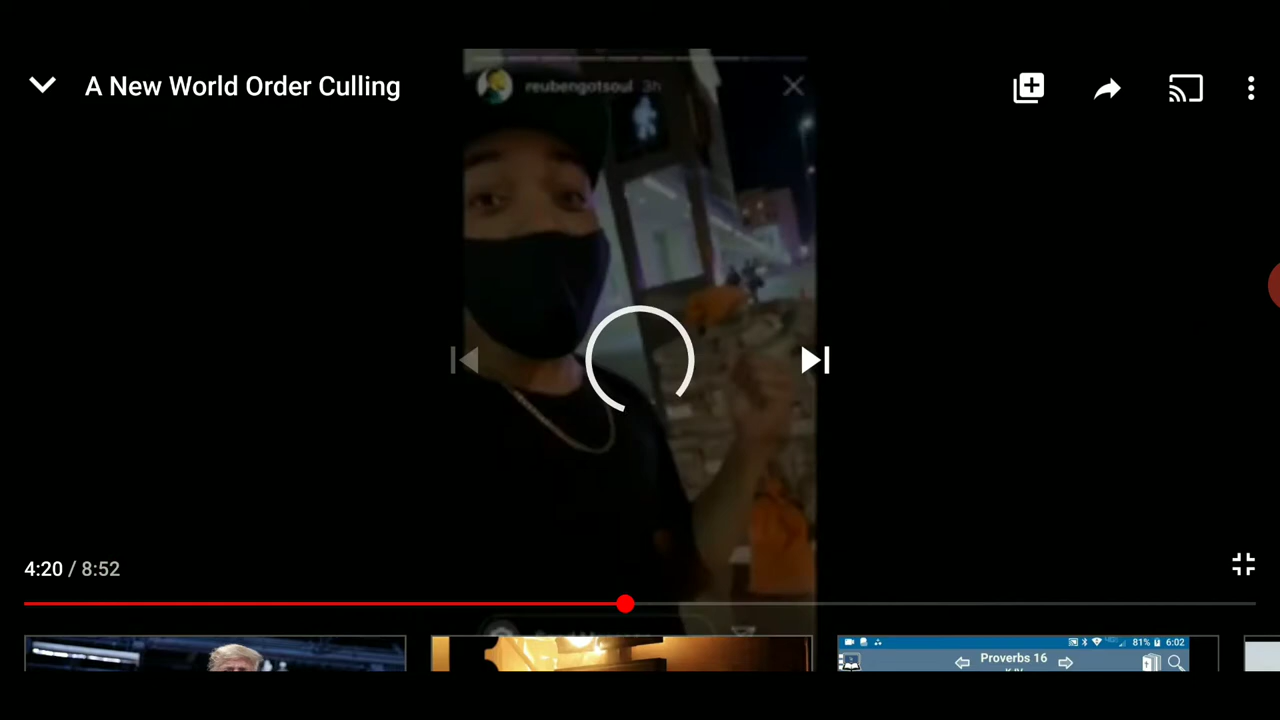 A New World Order Culling
reubengotsoul 3h
4:20 / 8:52
81% 6:02
Proverbs 16